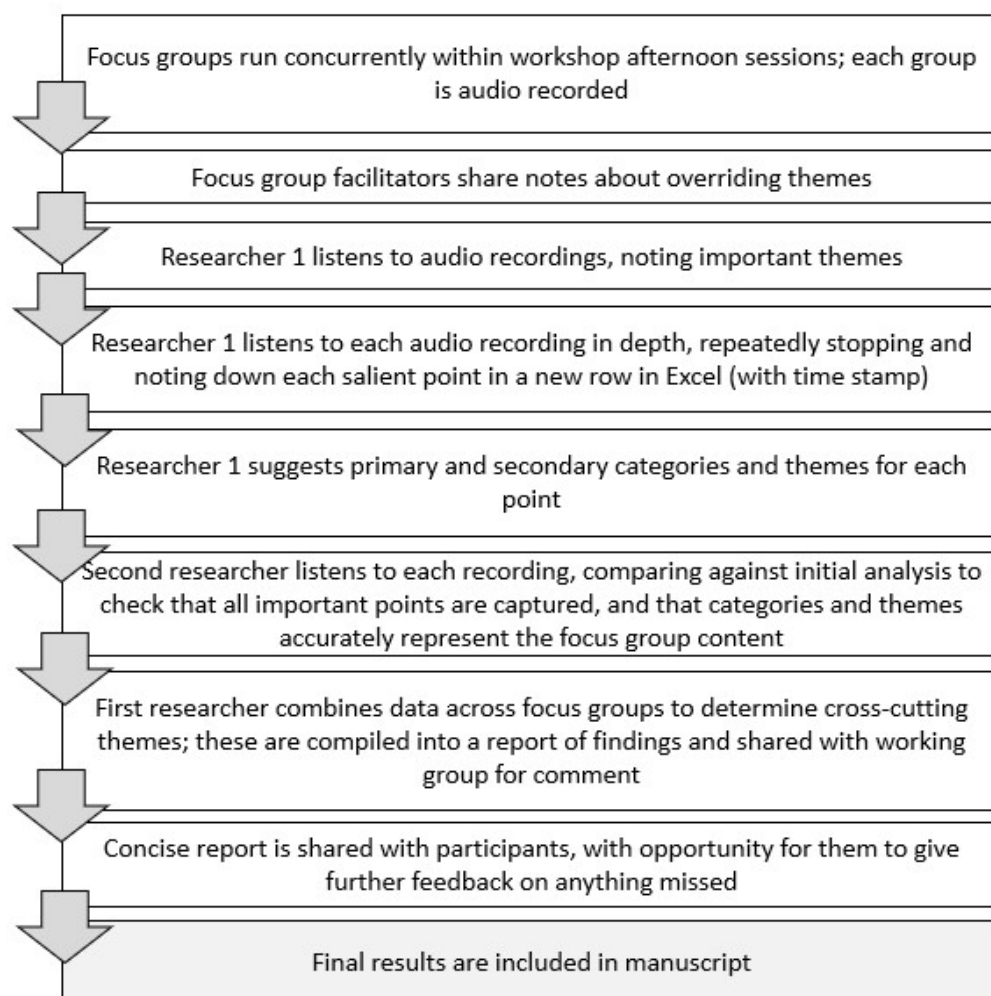 Focus groups run concurrently within workshop afternoon sessions; each group
is audio recorded
Focus group facilitators share notes about overriding themes
Researcher 1 listens to audio recordings, noting important themes
Researcher 1 listens to each audio recording in depth, repeatedly stopping and
noting down each salient point in a new row in Excel (with time stamp)
Researcher 1 suggests primary and secondary categories and themes for each
point
Second researcher listens to each recording, comparing against initial analysis to
check that all important points are captured, and that categories and themes
accurately represent the focus group content
First researcher combines data across focus groups to determine cross-cutting
themes; these are compiled into a report of findings and shared with working
group for comment
Concise report is shared with participants, with opportunity for them to give
further feedback on anything missed
Final results are included in manuscript